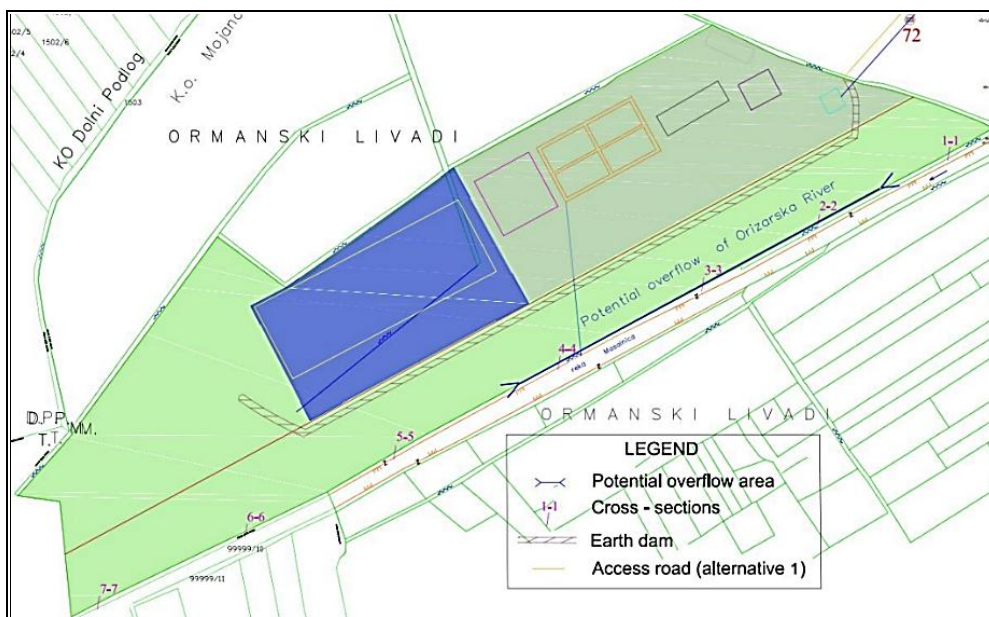 1502/6
72
KO Dolni Podlog
K.o. Mojanc
1503
ORMANSKI LIVADI
1-1
2-2
Potential overflow of Orizarska River
3-3
4-4
reka Masalnica
5-5
ORMANSKI LIVADI
D.P.P.
T.T. MM.
6-6
99999/10
99999/11
7-7
LEGEND
Potential overflow area
1-1 Cross - sections
Earth dam
Access road (alternative 1)